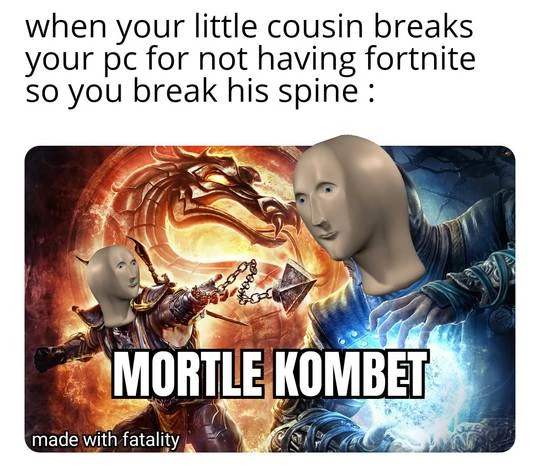 when your little cousin breaks
your pc for not having fortnite
so you break his spine :
MORTLE KOMBET
made with fatality